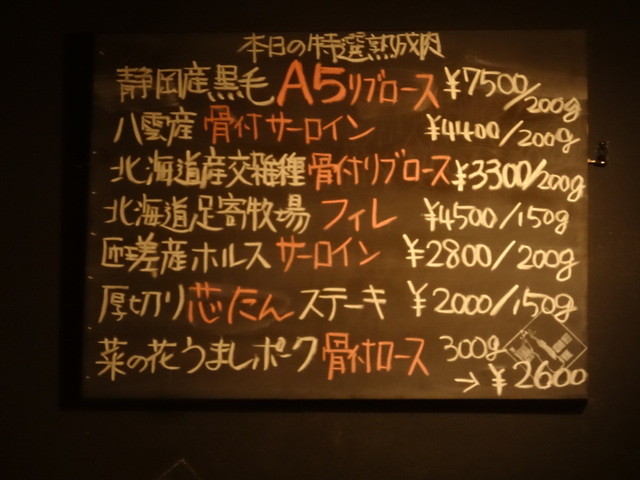 本日の特選熟成肉
静岡産黒毛A5リブロース ¥7500/200g
八雲産 骨付サーロイン ¥4400/200g
北海道産交雑種骨付リブロース¥3300/200g
北海道足寄牧場 フィレ ¥4500/150g
匝瑳産ホルス サーロイン ¥2800/200g
厚切り芯たんステーキ ¥2000/150g
菜の花うましポーク骨付ロース 300g
→¥2600